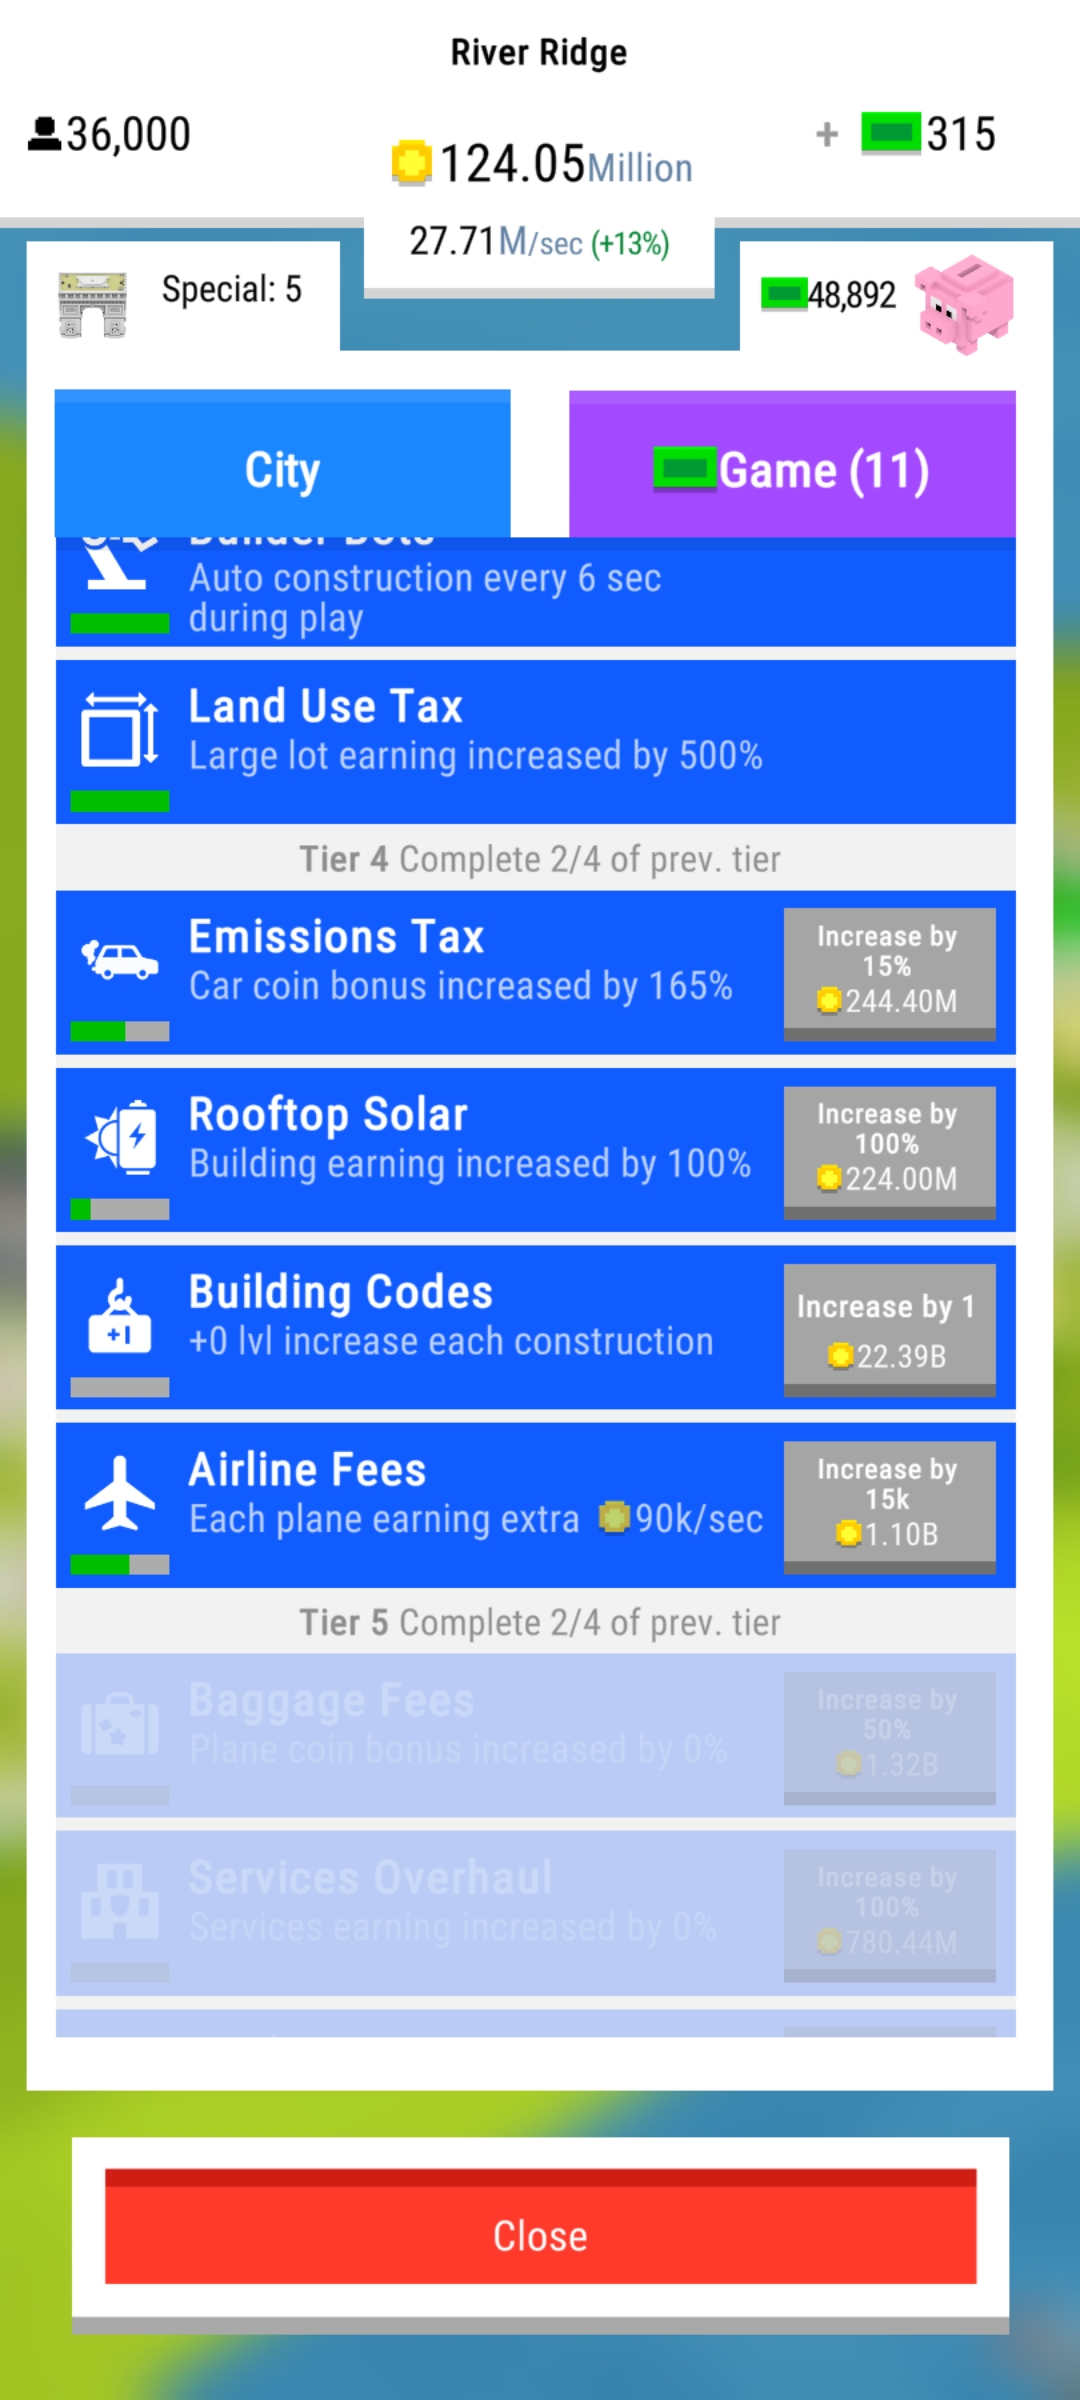 River Ridge
36,000
124.05Million
+ 315
27.71M/sec (+13%)
Special: 5
48,892
City
Game (11)
Builder Bots
Auto construction every 6 sec
during play
Land Use Tax
Large lot earning increased by 500%
Tier 4 Complete 2/4 of prev. tier
Emissions Tax
Car coin bonus increased by 165%
Increase by
15%
244.40M
Rooftop Solar
Building earning increased by 100%
Increase by
100%
224.00M
+1
Building Codes
+0 lvl increase each construction
Increase by 1
22.39B
Airline Fees
Each plane earning extra 90k/sec
Increase by
15k
1.10B
Tier 5 Complete 2/4 of prev. tier
Baggage Fees
Plane coin bonus increased by 0%
Increase by
50%
1.32B
Services Overhaul
Services earning increased by 0%
Increase by
100%
780.44M
Close